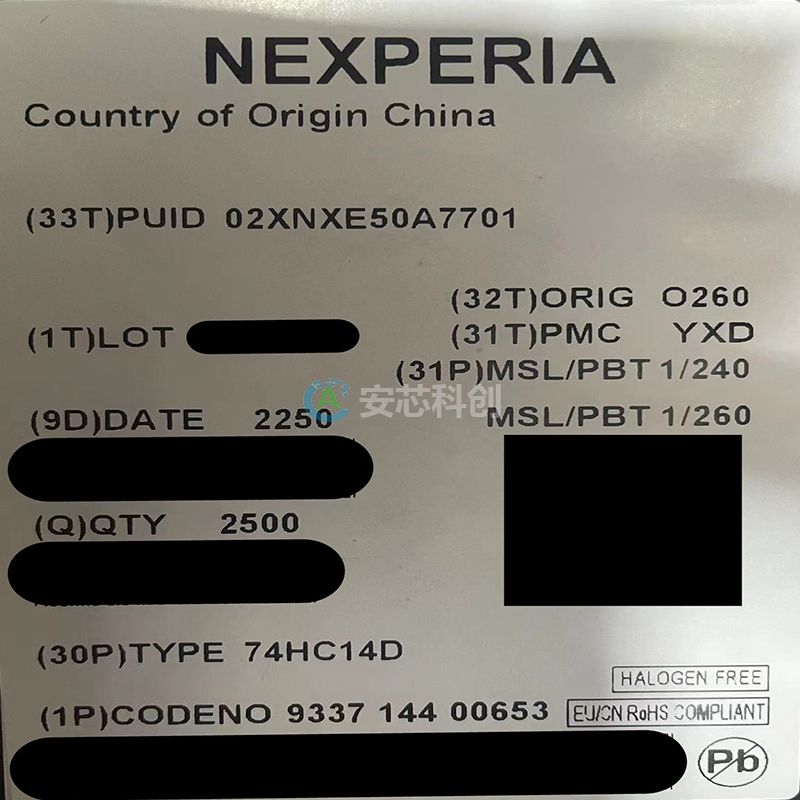 NEXPERIA
Country of Origin China
(33T)PUID 02XNXE50A7701
(32T)ORIG O260
(1T)LOT
(31T)PMC YXD
(31P)MSL/PBT 1/240
安芯科创
(9D)DATE 2250
MSL/PBT 1/260
(Q)QTY 2500
(30P)TYPE 74HC14D
HALOGEN FREE
(1P)CODENO 9337 144 00653
EU/CN RoHS COMPLIANT
Pb